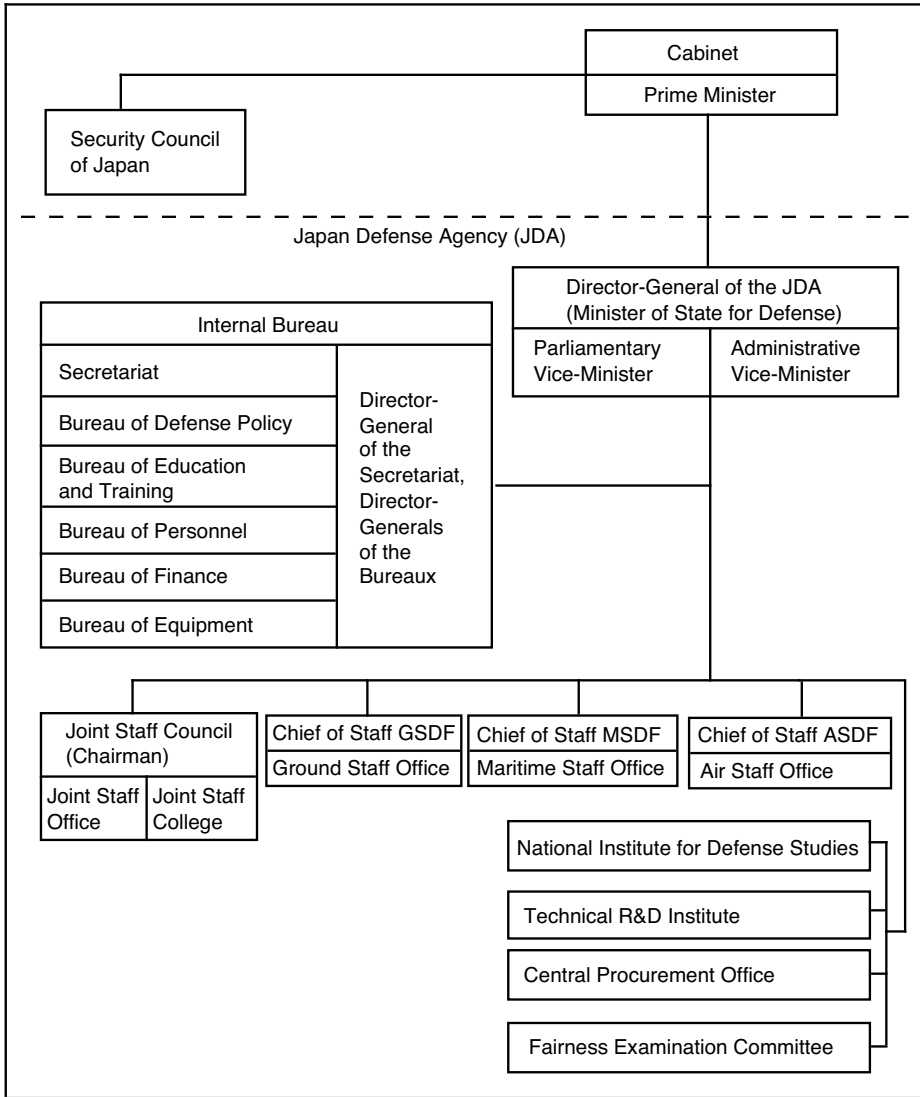 Cabinet
Prime Minister
Security Council
of Japan
Japan Defense Agency (JDA)
Director-General of the JDA
(Minister of State for Defense)
Parliamentary
Vice-Minister
Administrative
Vice-Minister
Internal Bureau
Secretariat
Bureau of Defense Policy
Bureau of Education
and Training
Bureau of Personnel
Bureau of Finance
Bureau of Equipment
Director-
General
of the
Secretariat,
Director-
Generals
of the
Bureaux
Joint Staff Council
(Chairman)
Joint Staff
Office
Joint Staff
College
Chief of Staff GSDF
Ground Staff Office
Chief of Staff MSDF
Maritime Staff Office
Chief of Staff ASDF
Air Staff Office
National Institute for Defense Studies
Technical R&D Institute
Central Procurement Office
Fairness Examination Committee